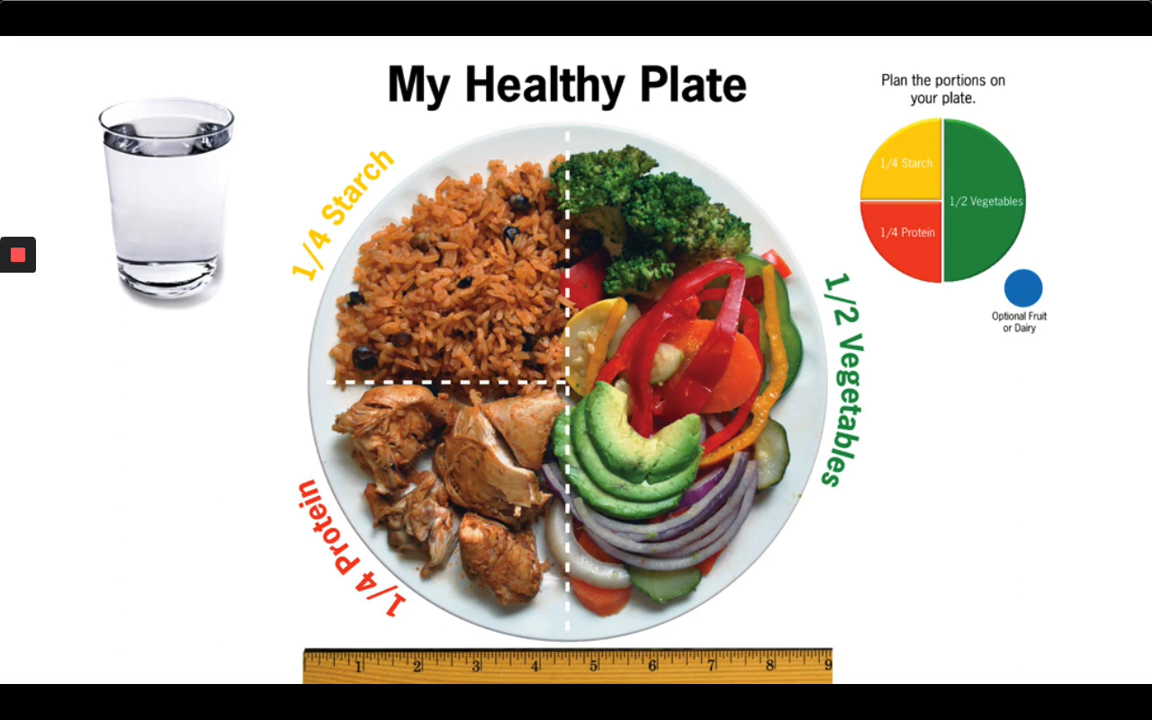 My Healthy Plate
Plan the portions on
your plate.
1/4 Starch
1/4 Starch
1/2 Vegetables
1/4 Protein
1/2 Vegetables
Optional Fruit
or Dairy
1/4 Protein
1 2 3 4 5 6 7 8 9